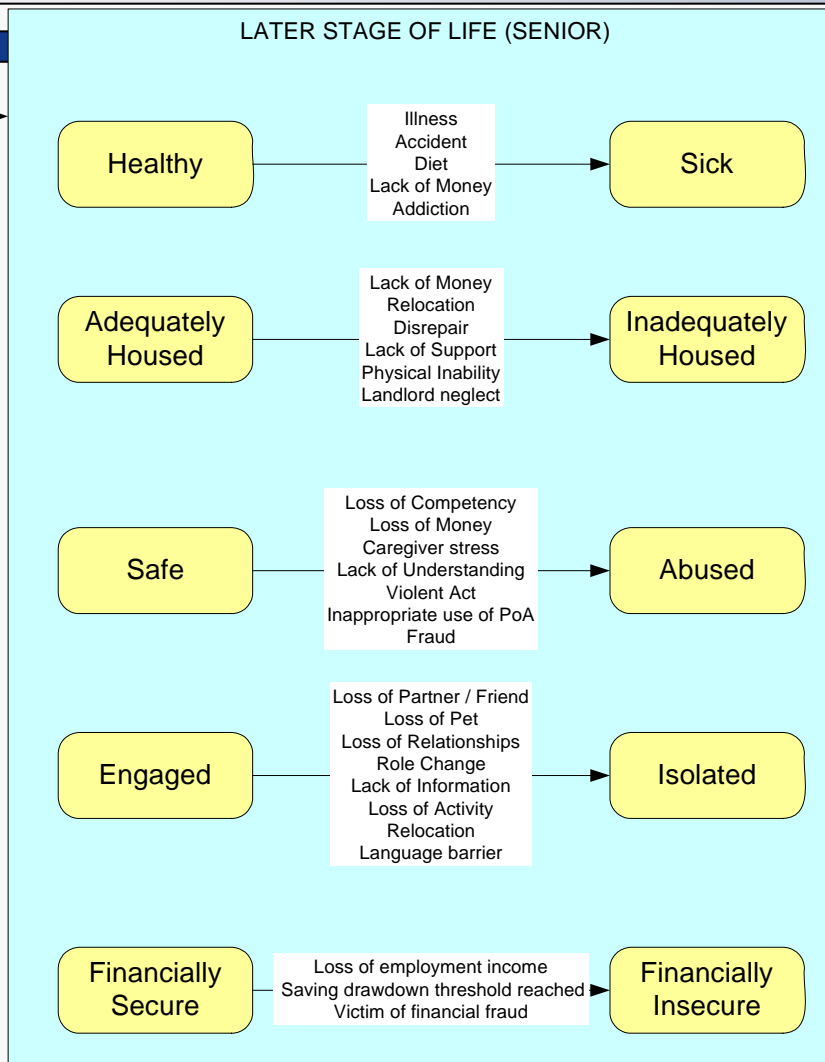 LATER STAGE OF LIFE (SENIOR)
Healthy
Illness
Accident
Diet
Lack of Money
Addiction
Sick
Adequately
Housed
Lack of Money
Relocation
Disrepair
Lack of Support
Physical Inability
Landlord neglect
Inadequately
Housed
Safe
Loss of Competency
Loss of Money
Caregiver stress
Lack of Understanding
Violent Act
Inappropriate use of PoA
Fraud
Abused
Engaged
Loss of Partner / Friend
Loss of Pet
Loss of Relationships
Role Change
Lack of Information
Loss of Activity
Relocation
Language barrier
Isolated
Financially
Secure
Loss of employment income
Saving drawdown threshold reached
Victim of financial fraud
Financially
Insecure